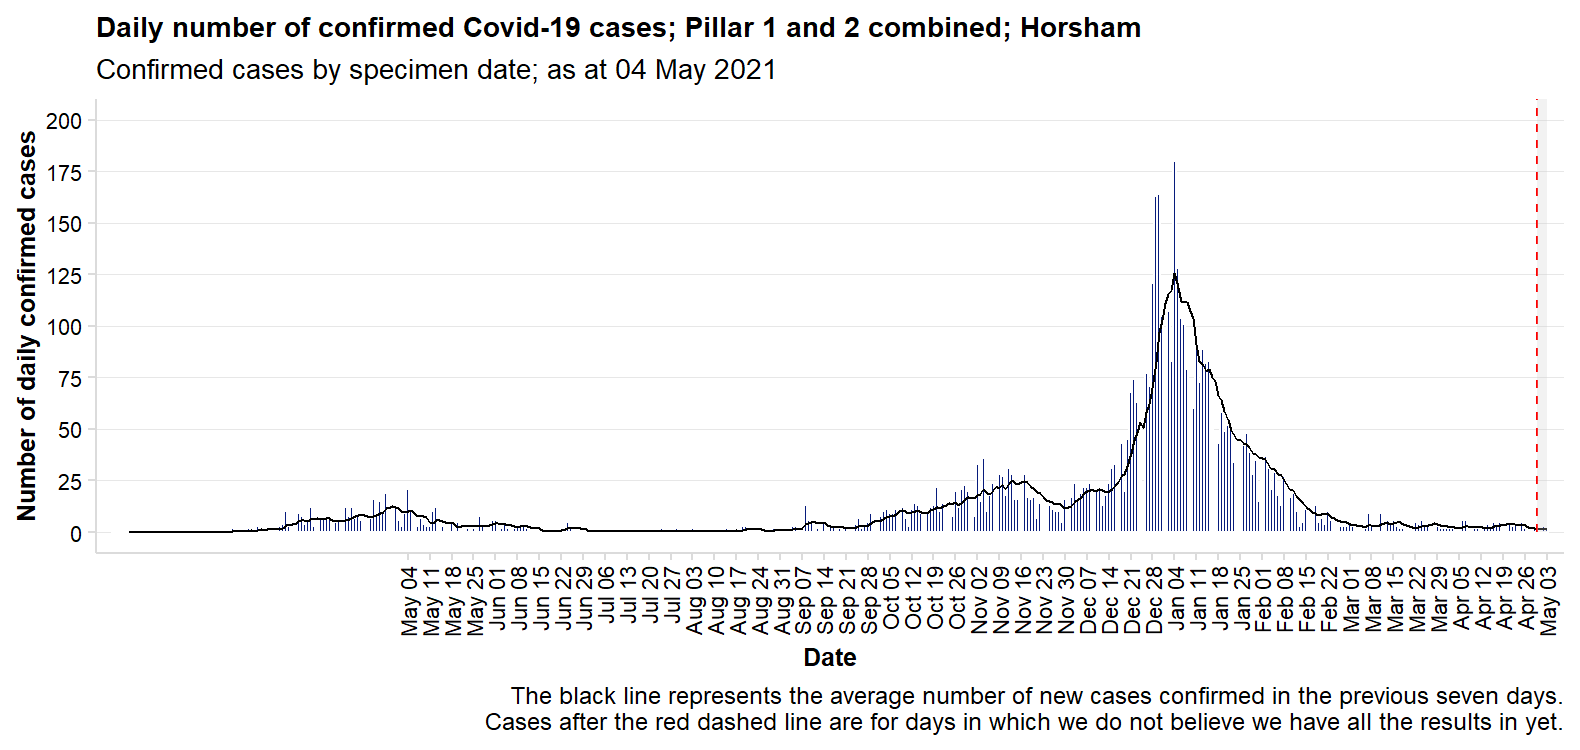 Daily number of confirmed Covid-19 cases; Pillar 1 and 2 combined; Horsham
Confirmed cases by specimen date; as at 04 May 2021
Number of daily confirmed cases
200
175
150
125
100
75
50
25
0
May 04
May 11
May 18
May 25
Jun 01
Jun 08
Jun 15
Jun 22
Jun 29
Jul 06
Jul 13
Jul 20
Jul 27
Aug 03
Aug 10
Aug 17
Aug 24
Aug 31
Sep 07
Sep 14
Sep 21
Sep 28
Oct 05
Oct 12
Oct 19
Oct 26
Nov 02
Nov 09
Nov 16
Nov 23
Nov 30
Dec 07
Dec 14
Dec 21
Dec 28
Jan 04
Jan 11
Jan 18
Jan 25
Feb 01
Feb 08
Feb 15
Feb 22
Mar 01
Mar 08
Mar 15
Mar 22
Mar 29
Apr 05
Apr 12
Apr 19
Apr 26
May 03
Date
The black line represents the average number of new cases confirmed in the previous seven days.
Cases after the red dashed line are for days in which we do not believe we have all the results in yet.